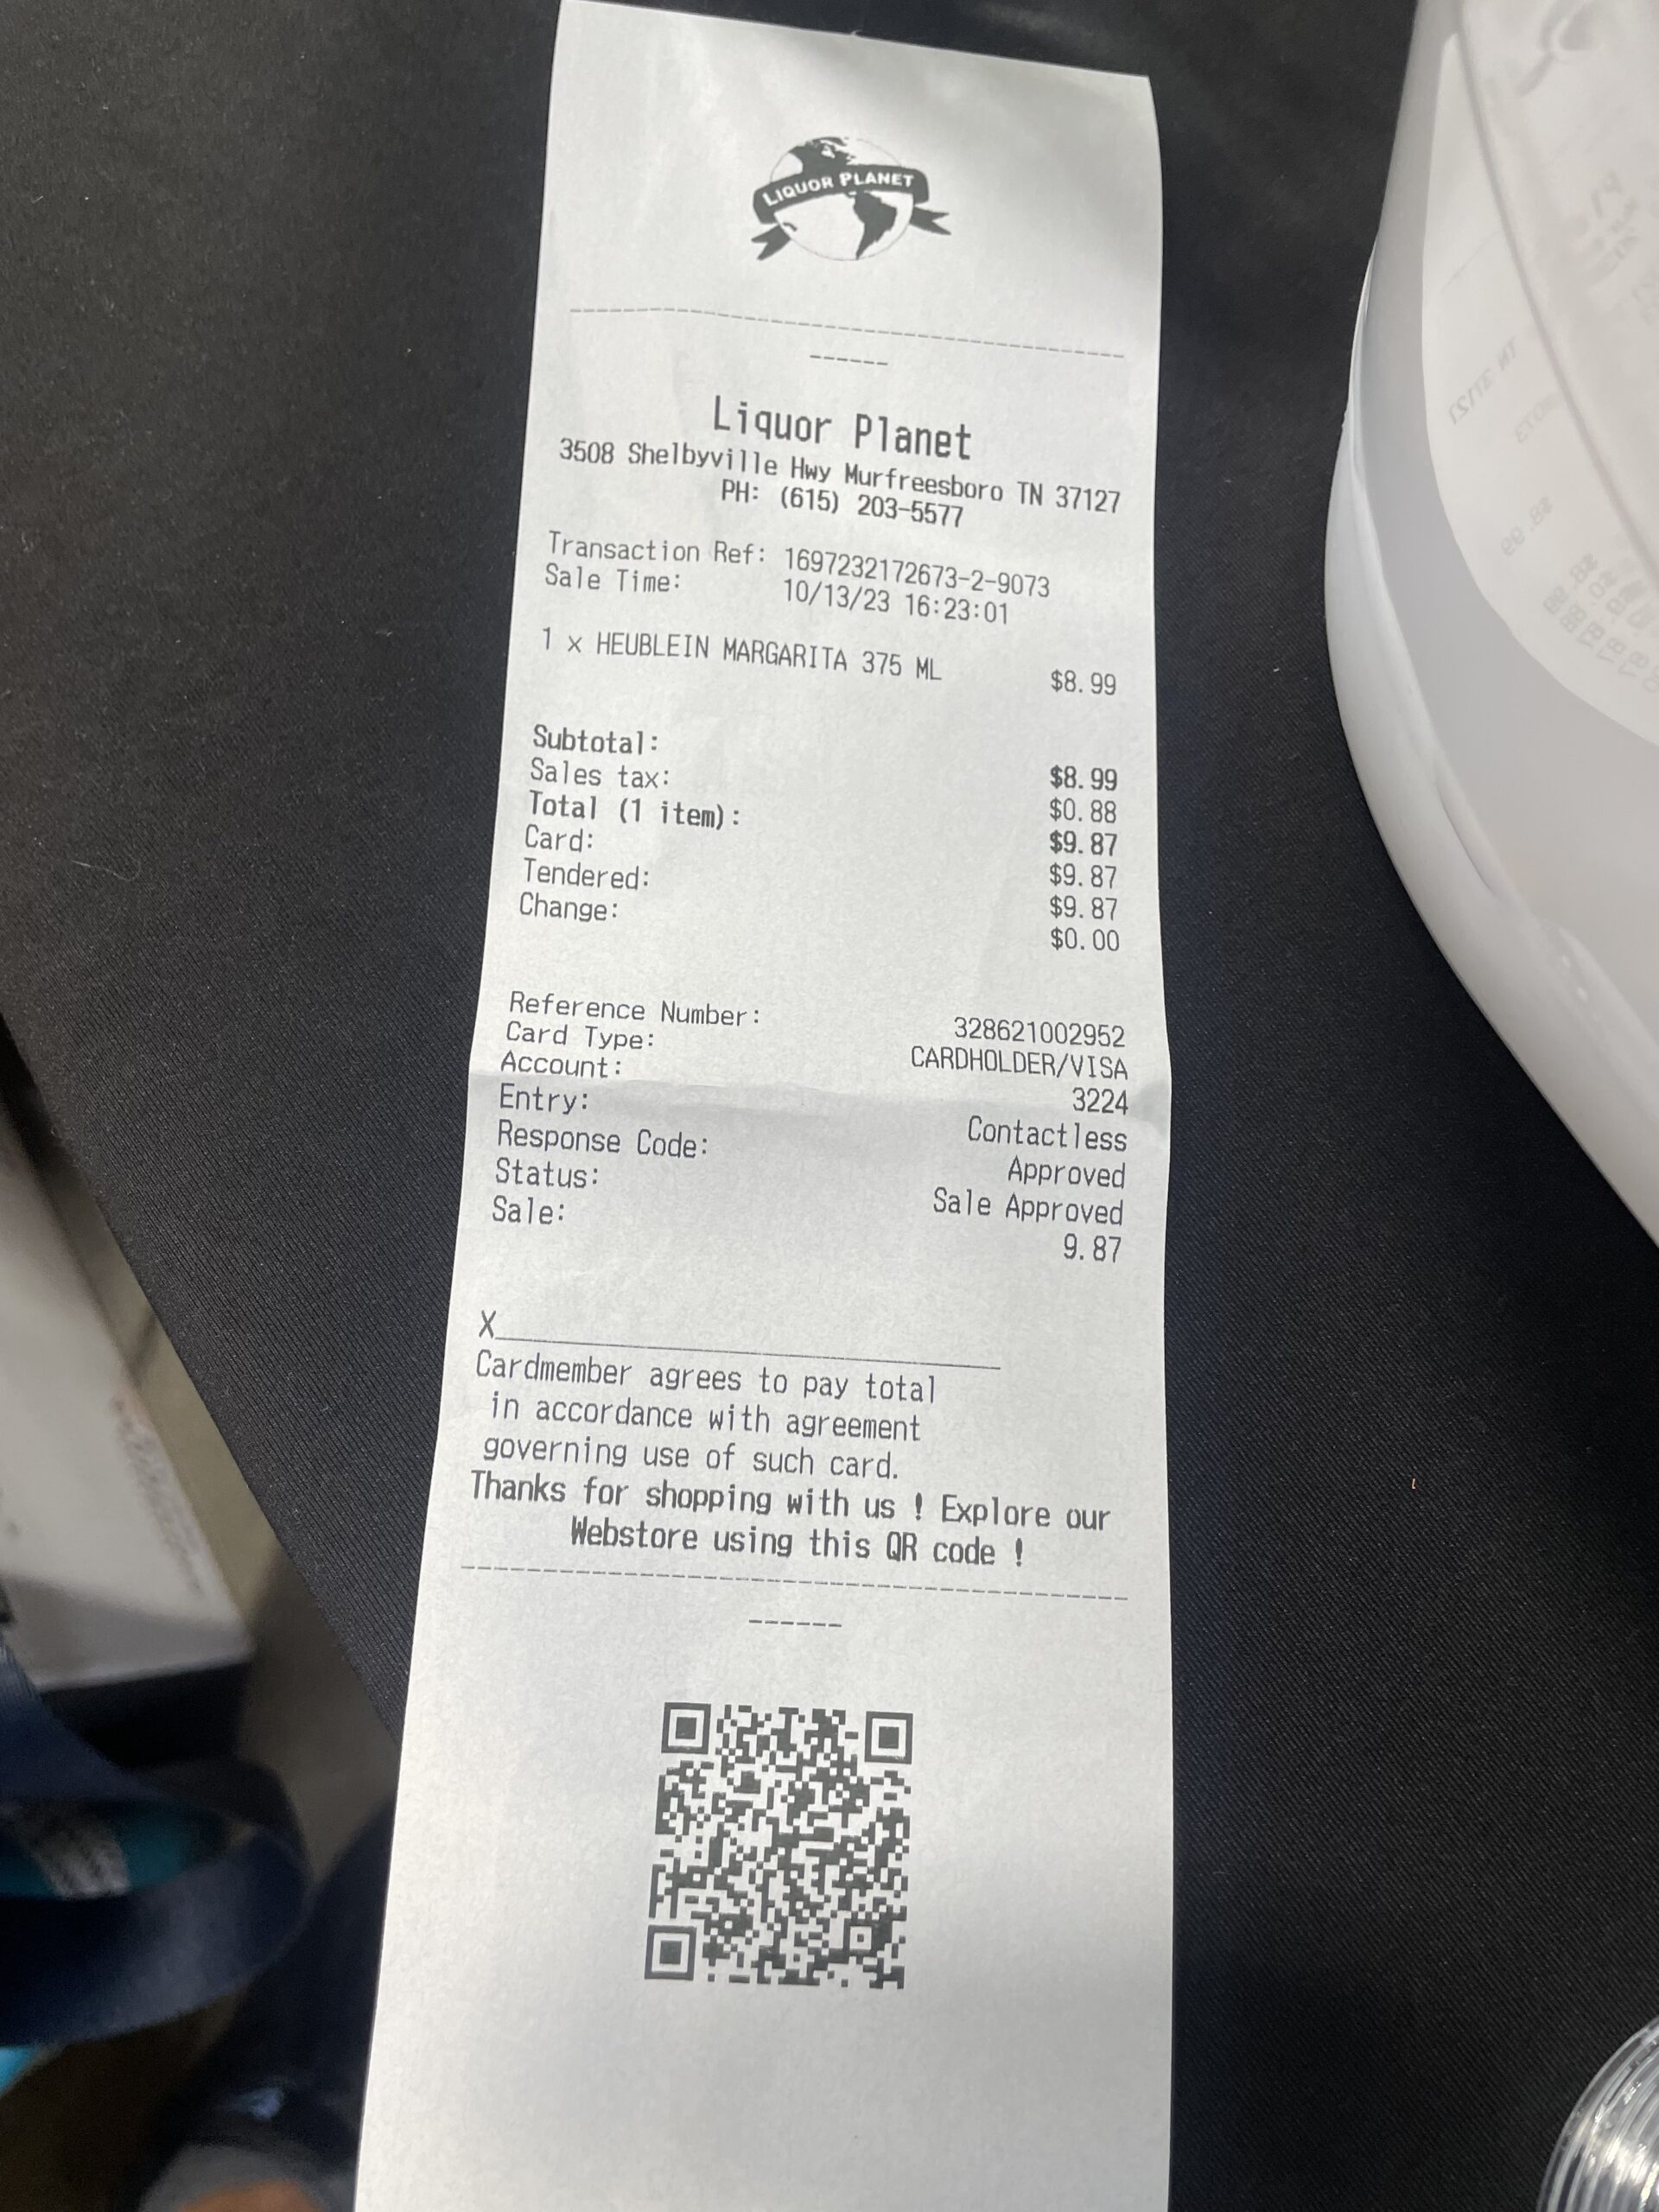 LIQUOR PLANET
Liquor Planet
3508 Shelbyville Hwy Murfreesboro TN 37127
PH: (615) 203-5577
Transaction Ref: 1697232172673-2-9073
Sale Time: 10/13/23 16:23:01
1 x HEUBLEIN MARGARITA 375 ML $8.99
Subtotal: $8.99
Sales tax: $0.88
Total (1 item): $9.87
Card: $9.87
Tendered: $9.87
Change: $0.00
Reference Number: 328621002952
Card Type: CARDHOLDER/VISA
Account: 3224
Entry: Contactless
Response Code: Approved
Status: Sale Approved
Sale: 9.87
X
Cardmember agrees to pay total
in accordance with agreement
governing use of such card.
Thanks for shopping with us ! Explore our
Webstore using this QR code !